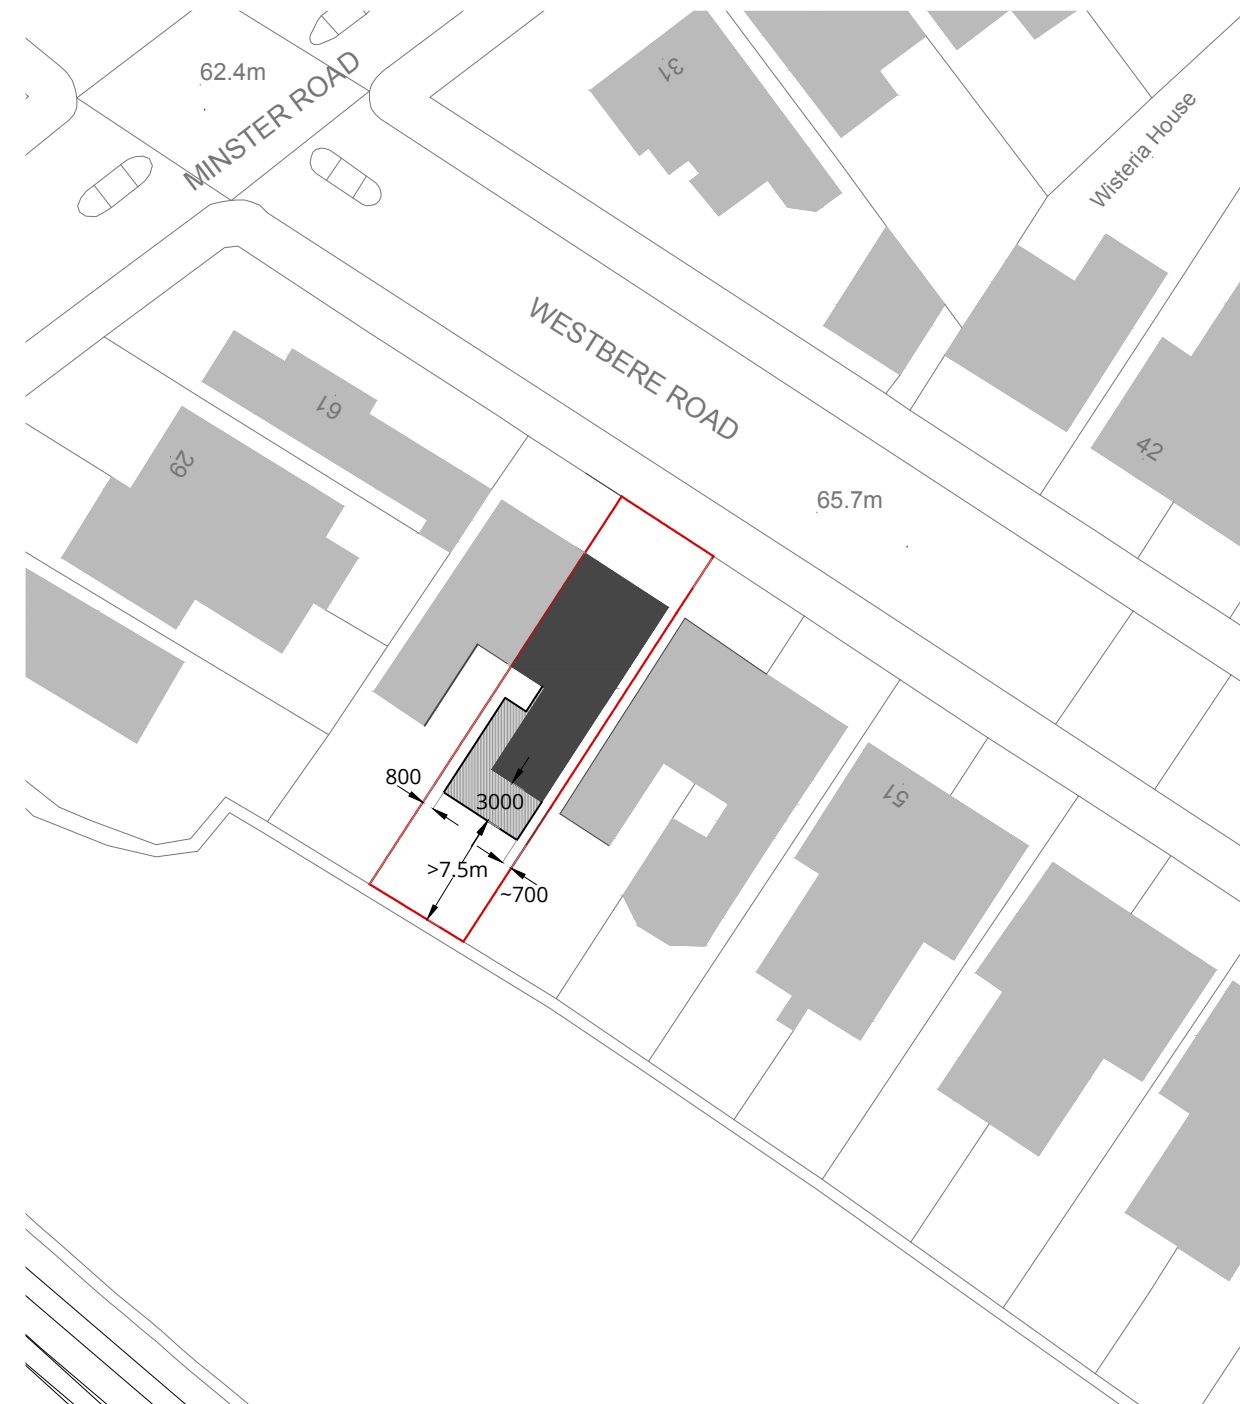 62.4m
MINSTER ROAD
31
Wisteria House
WESTBERE ROAD
61
29
42
65.7m
51
800
3000
>7.5m
~700